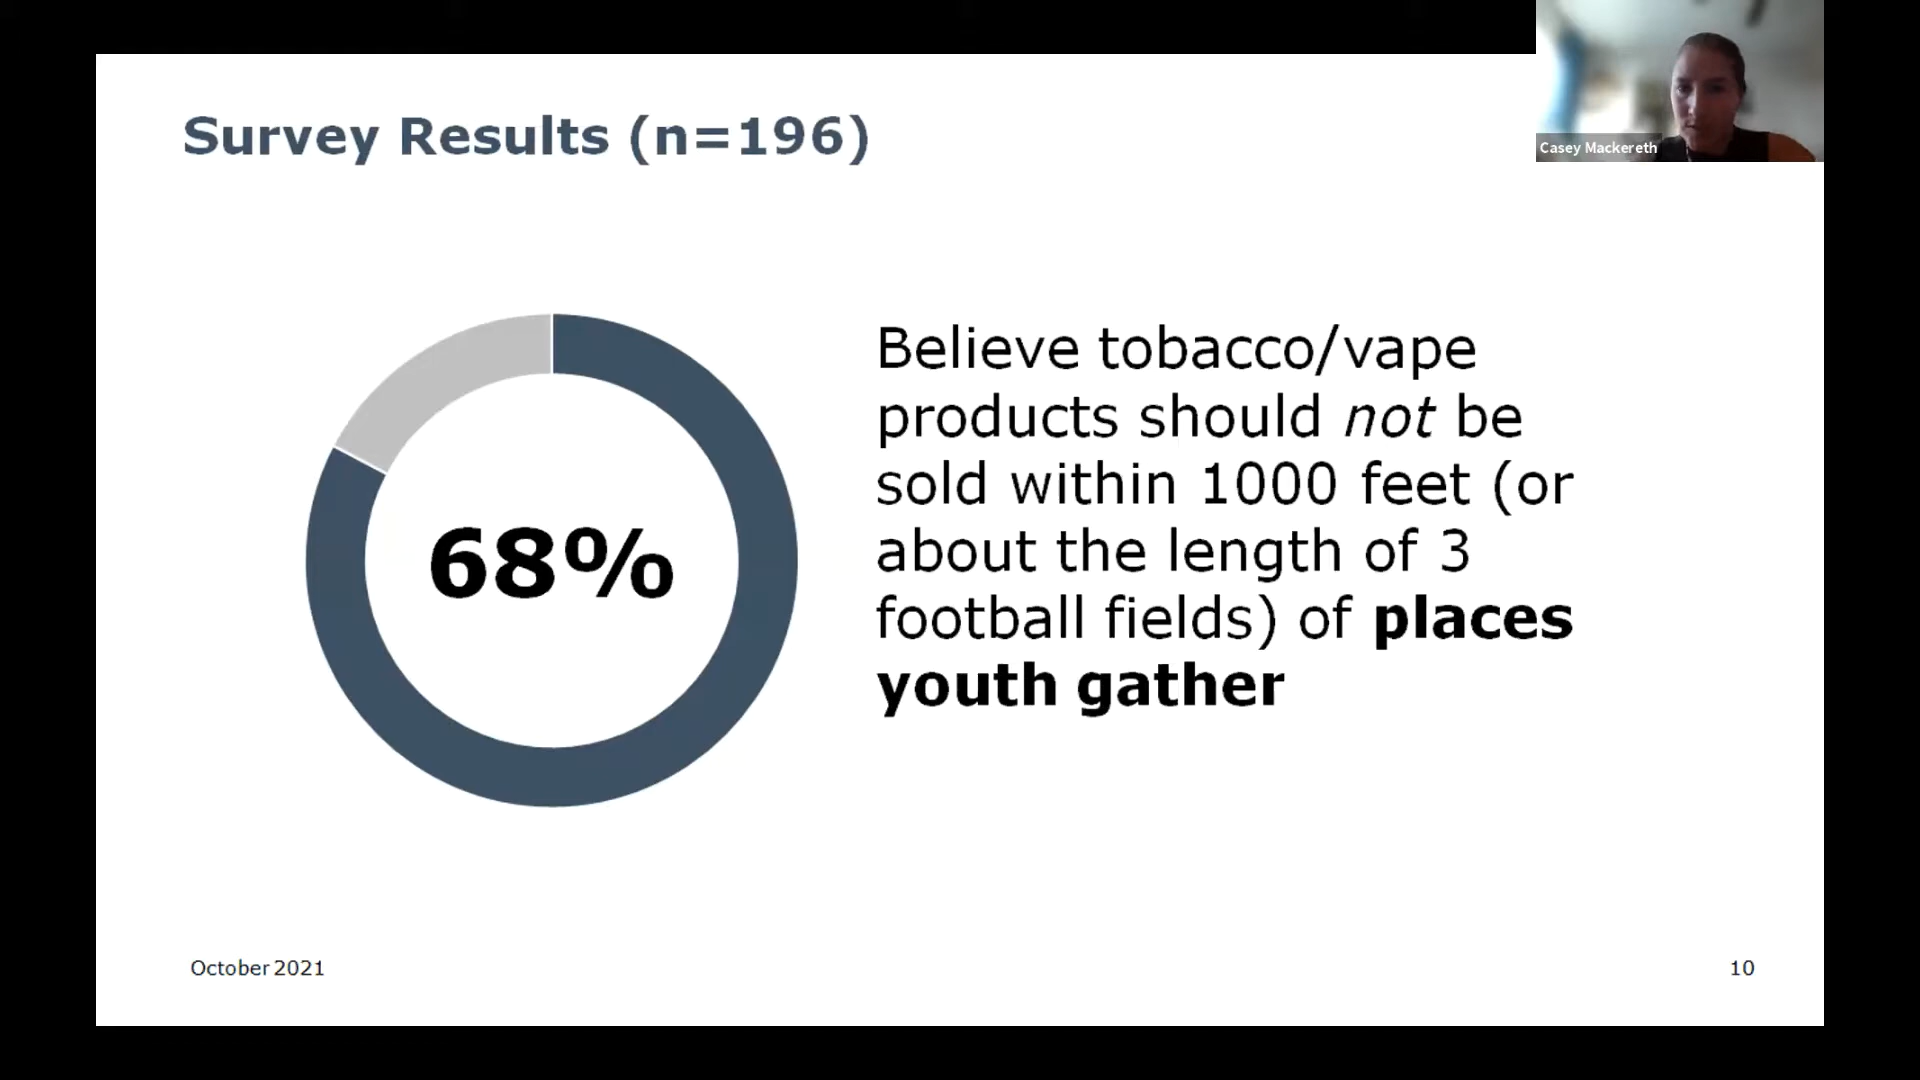 Survey Results (n=196)
Casey Mackereth
68%
Believe tobacco/vape
products should not be
sold within 1000 feet (or
about the length of 3
football fields) of places
youth gather
October 2021
10